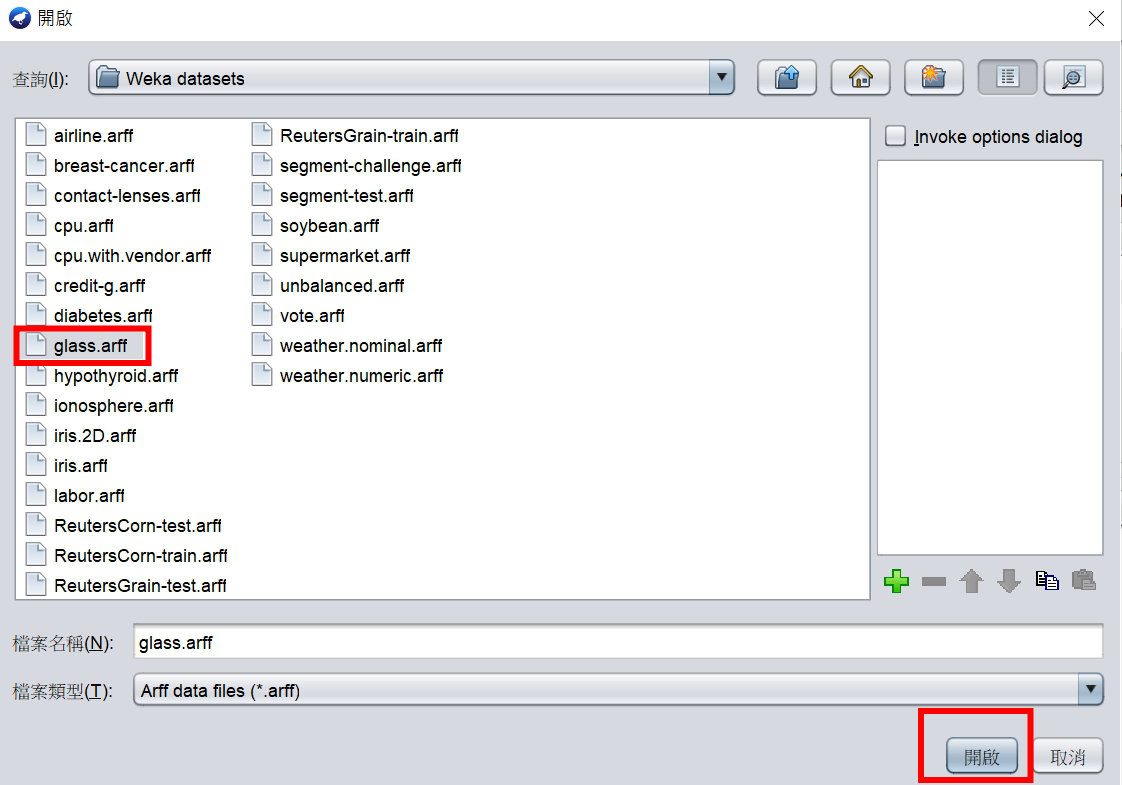 開啟
查詢(I):
Weka datasets
airline.arff
breast-cancer.arff
contact-lenses.arff
cpu.arff
cpu.with.vendor.arff
credit-g.arff
diabetes.arff
glass.arff
hypothyroid.arff
ionosphere.arff
iris.2D.arff
iris.arff
labor.arff
ReutersCorn-test.arff
ReutersCorn-train.arff
ReutersGrain-test.arff
ReutersGrain-train.arff
segment-challenge.arff
segment-test.arff
soybean.arff
supermarket.arff
unbalanced.arff
vote.arff
weather.nominal.arff
weather.numeric.arff
Invoke options dialog
檔案名稱(N):
glass.arff
檔案類型(T):
Arff data files (*.arff)
開啟
取消